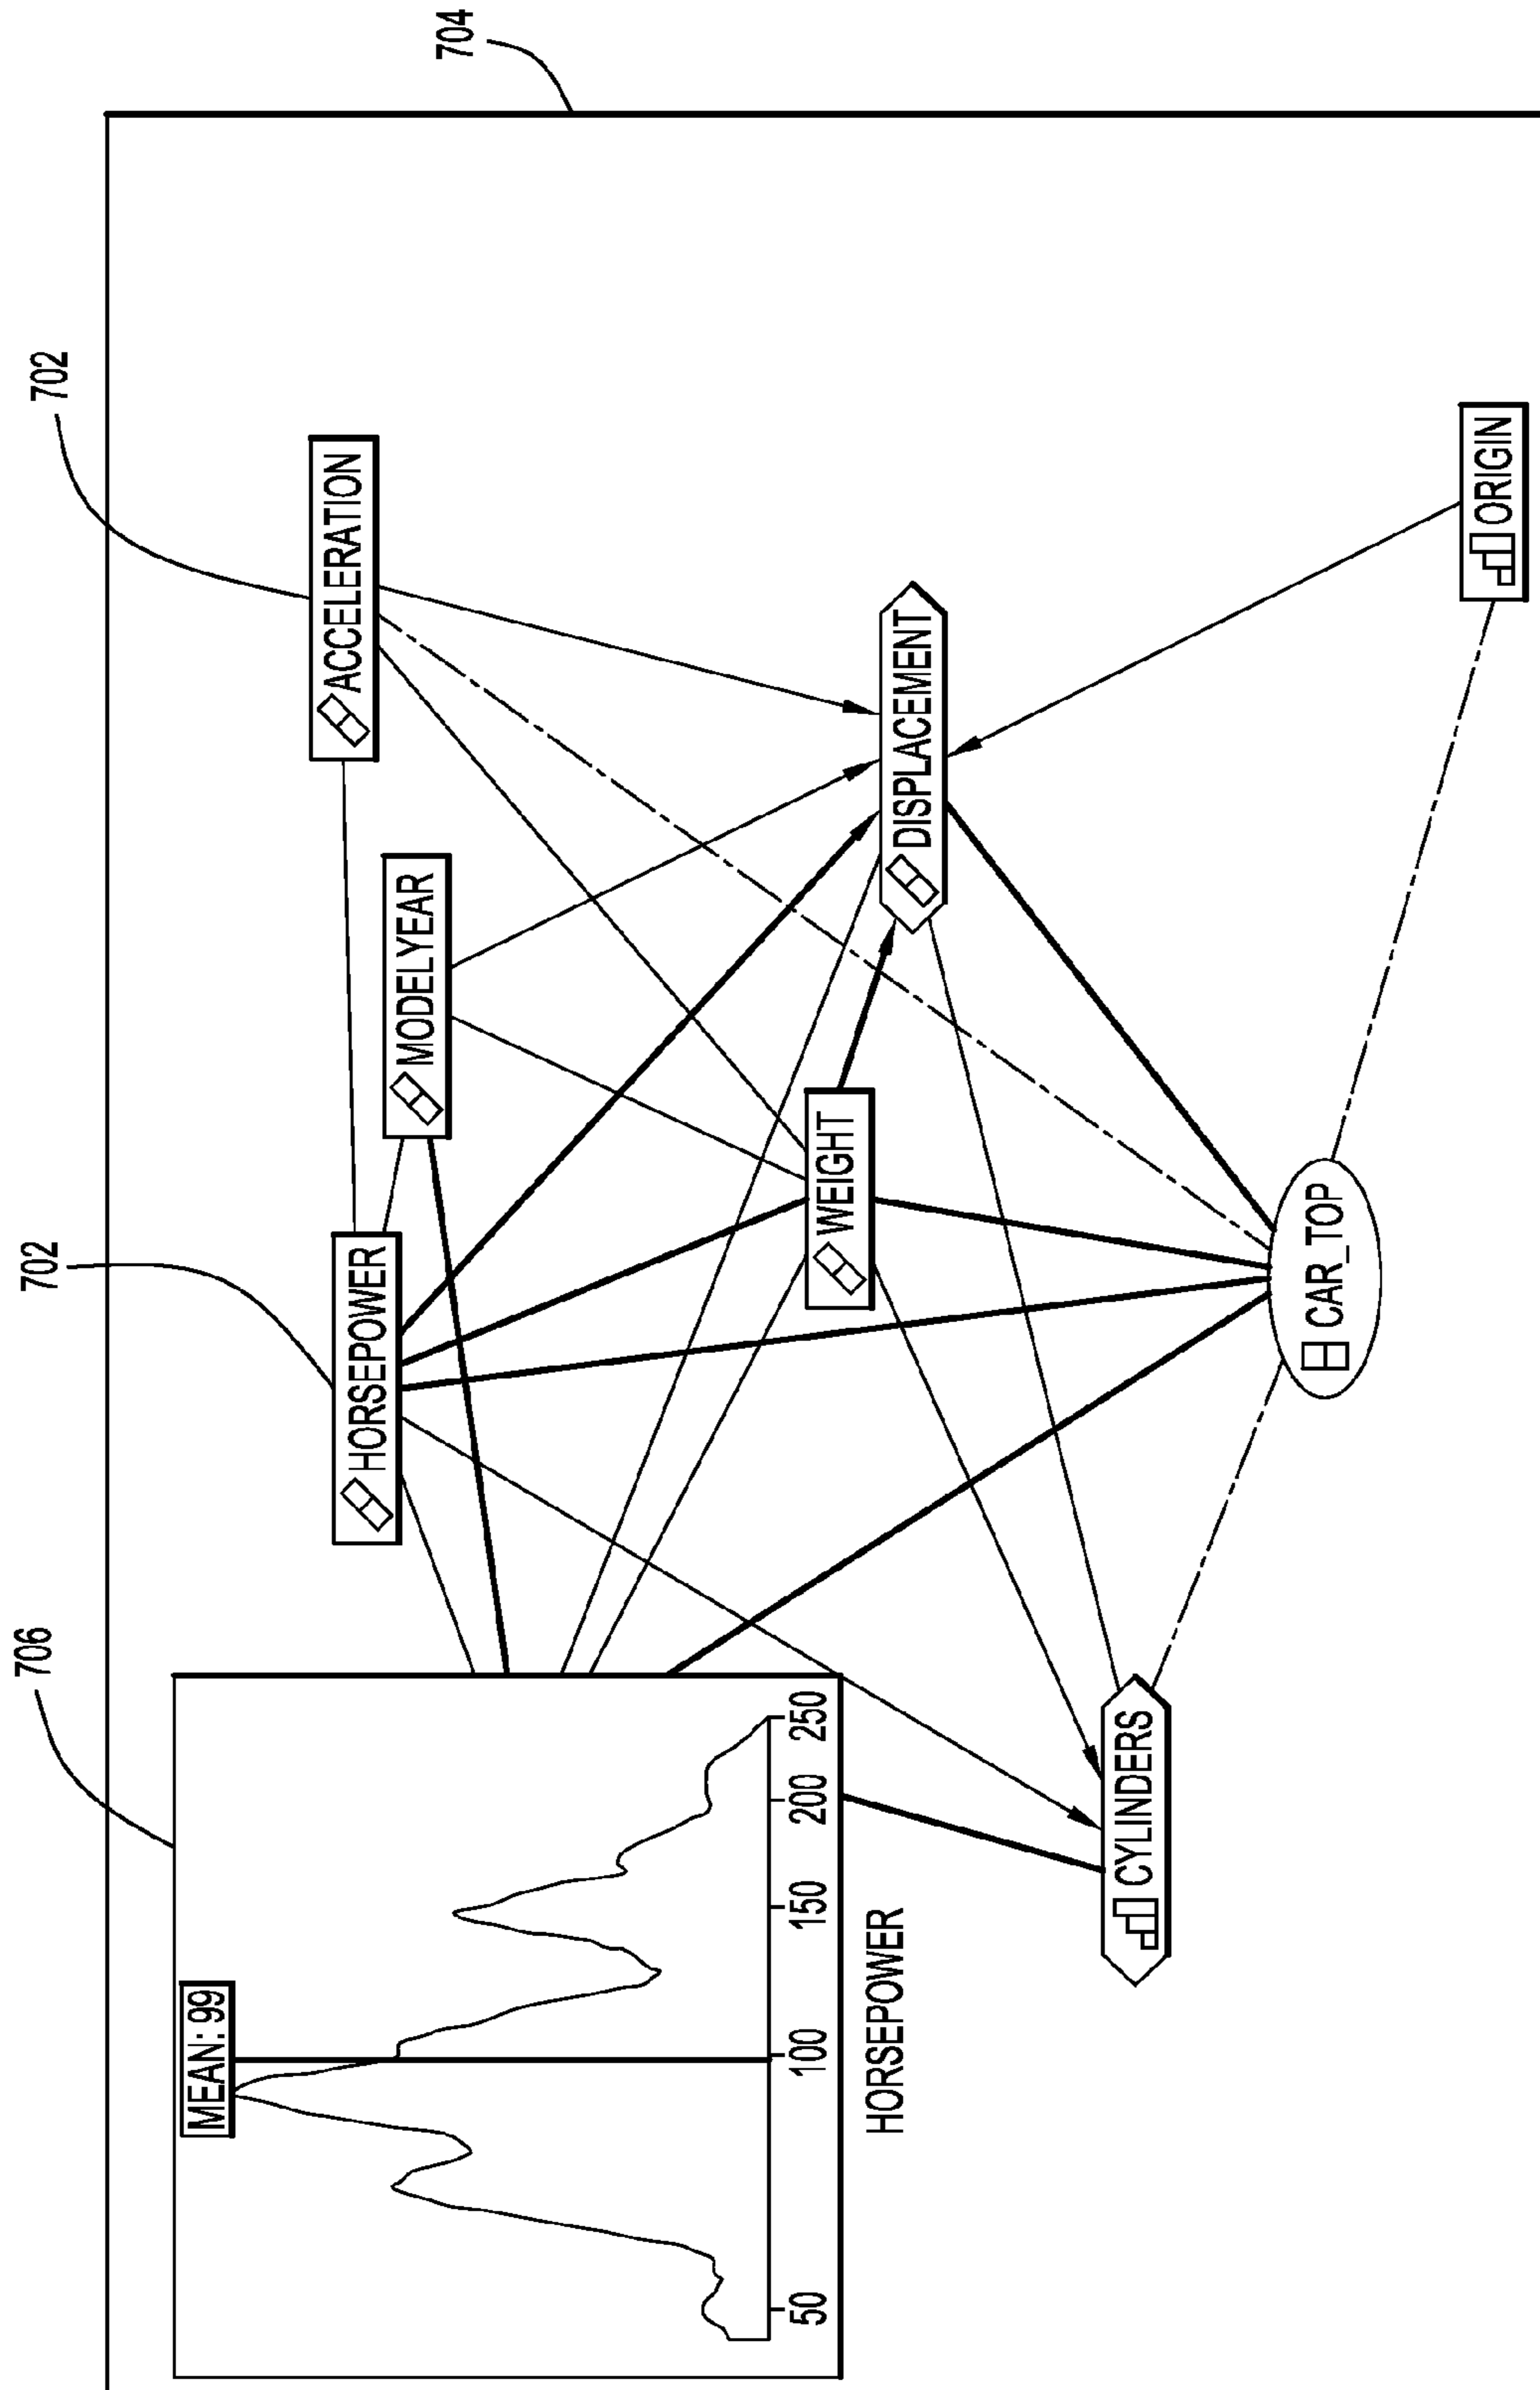 704
702
702
706
ACCELERATION
MODELYEAR
HORSEPOWER
MEAN: 99
50
100
150
200
250
HORSEPOWER
DISPLACEMENT
WEIGHT
CYLINDERS
CAR_TOP
ORIGIN